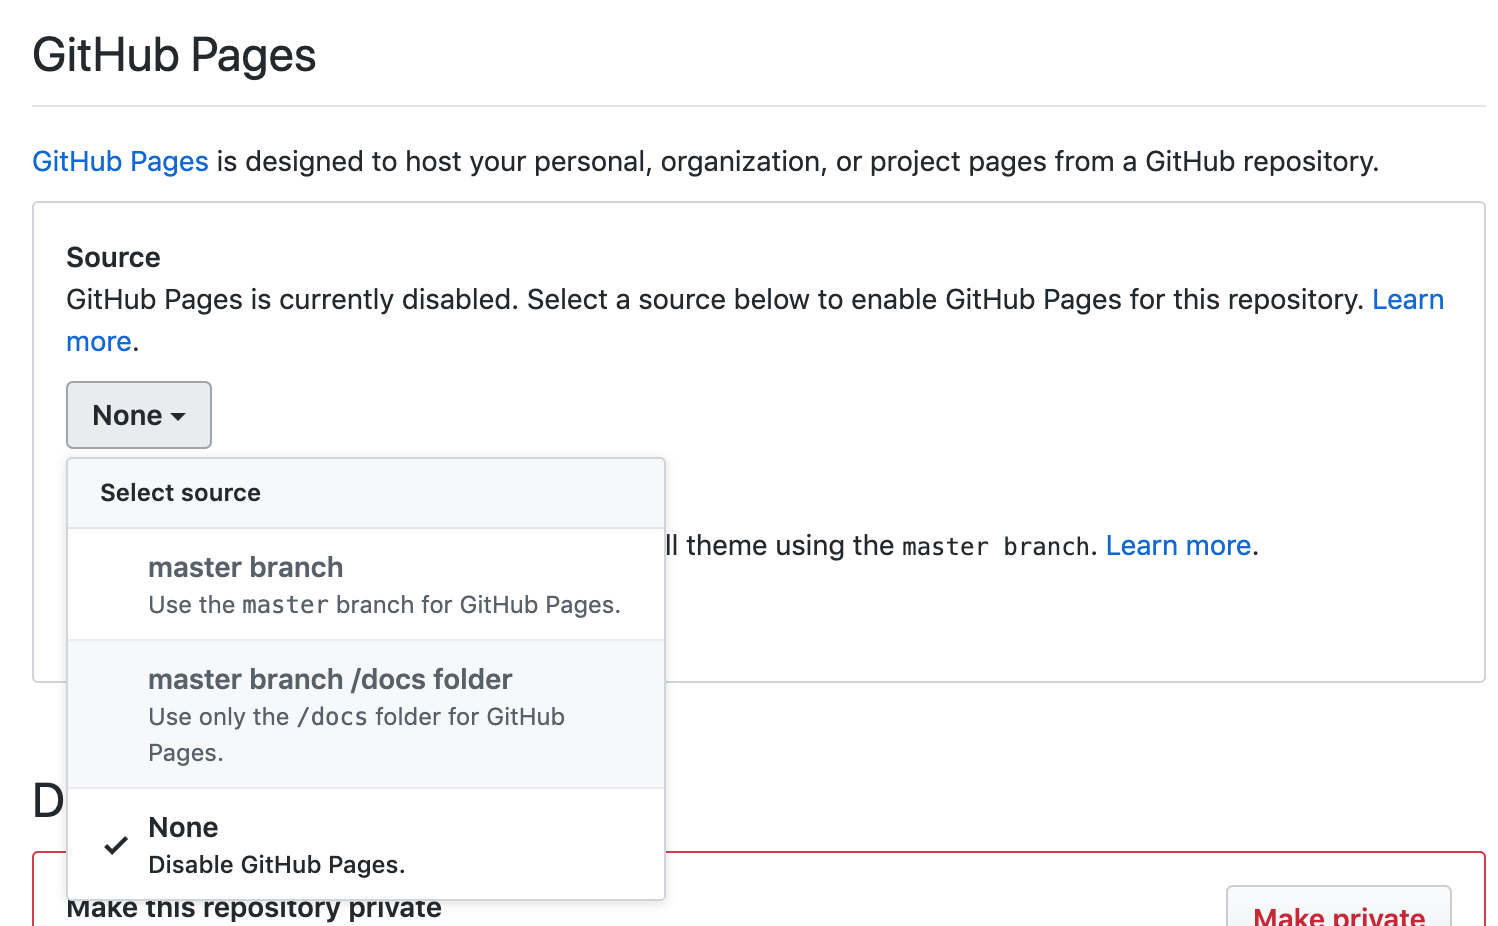 GitHub Pages
GitHub Pages is designed to host your personal, organization, or project pages from a GitHub repository.
Source
GitHub Pages is currently disabled. Select a source below to enable GitHub Pages for this repository. Learn
more.
None
Select source
ll theme using the master branch. Learn more.
master branch
Use the master branch for GitHub Pages.
master branch /docs folder
Use only the /docs folder for GitHub
Pages.
D
None
Disable GitHub Pages.
Make this repository private
Make private